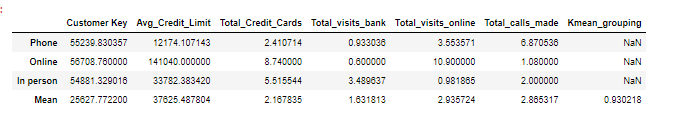 :
Customer Key Avg_Credit_Limit Total_Credit_Cards Total_visits_bank Total_visits_online Total_calls_made Kmean_grouping
Phone 55239.830357 12174.107143 2.410714 0.933036 3.553571 6.870536 NaN
Online 56708.760000 141040.000000 8.740000 0.600000 10.900000 1.080000 NaN
In person 54881.329016 33782.383420 5.515544 3.489637 0.981865 2.000000 NaN
Mean 25627.772200 37625.487804 2.167835 1.631813 2.935724 2.865317 0.930218